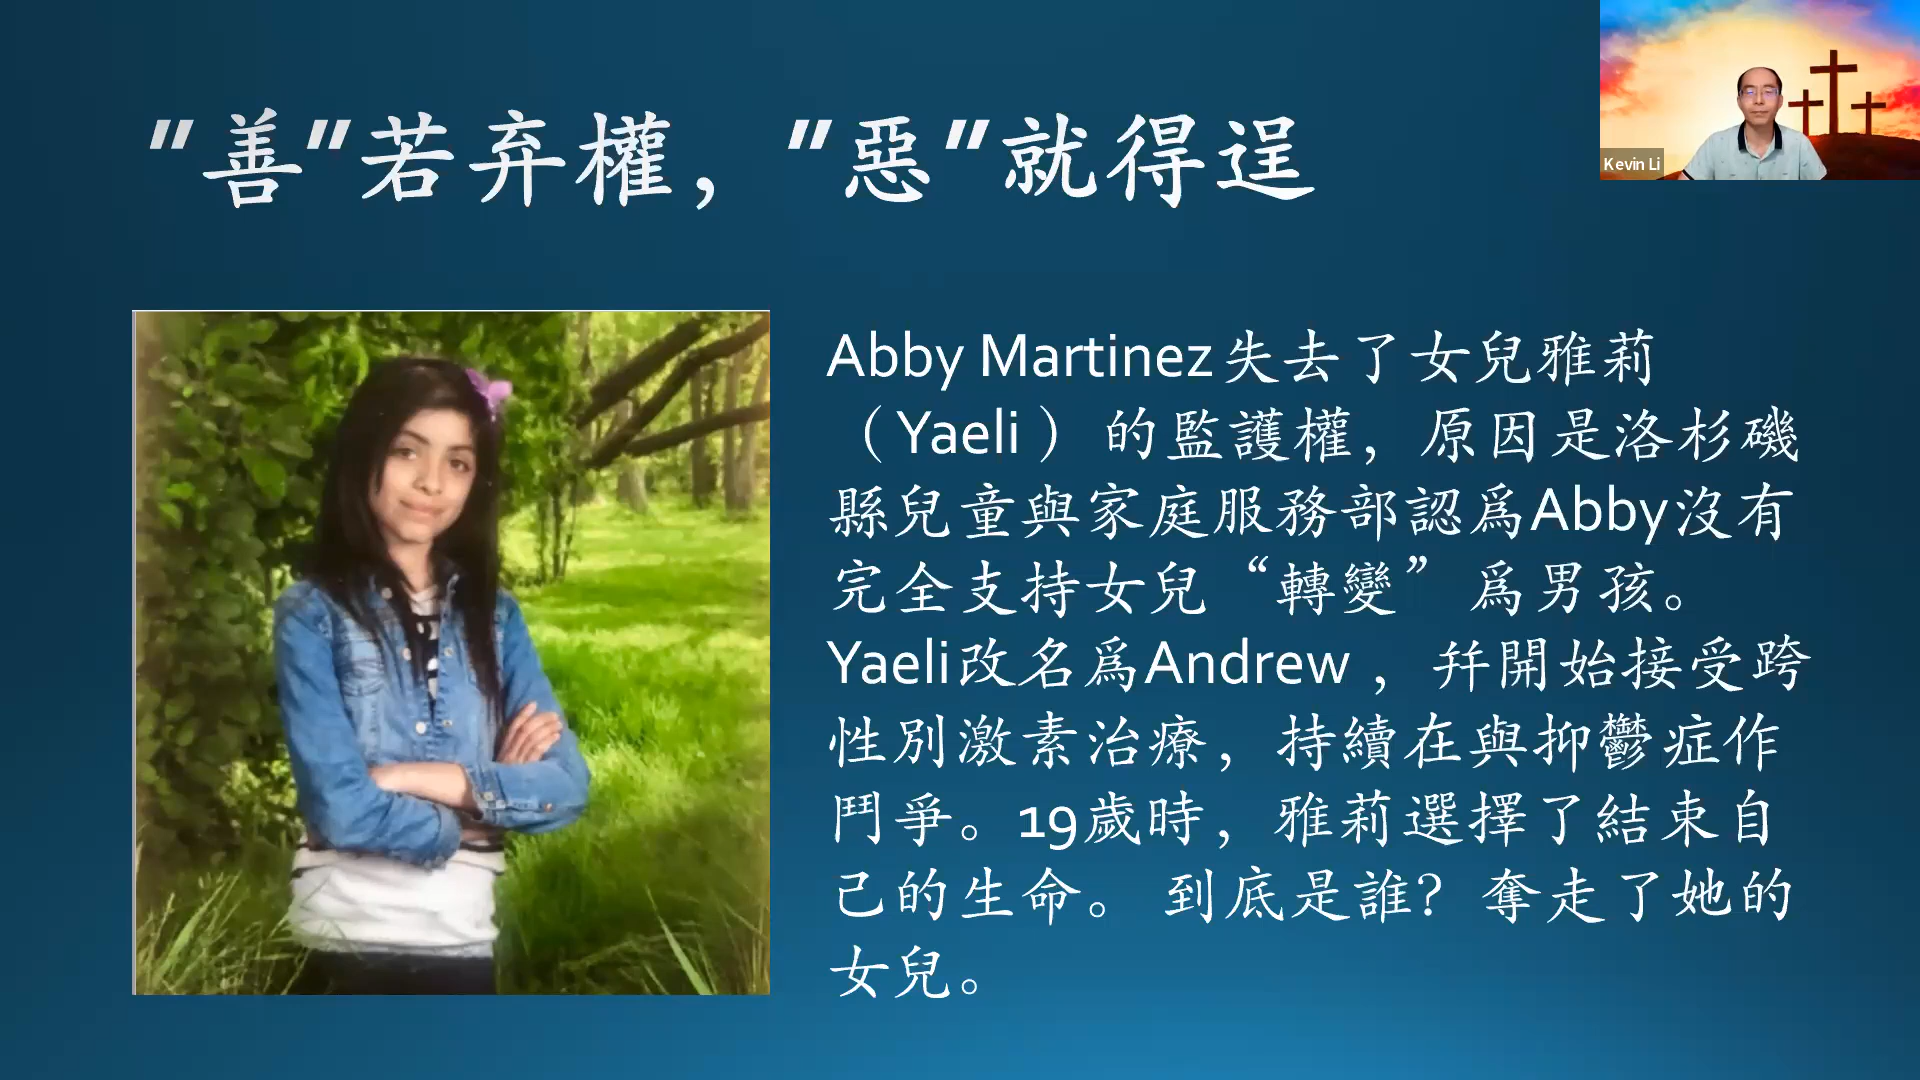 "善"若弃權，"惡"就得逞
Kevin Li
Abby Martinez失去了女兒雅莉
（Yaeli） 的監護權，原因是洛杉磯
縣兒童與家庭服務部認爲Abby沒有
完全支持女兒“轉變”爲男孩。
Yaeli改名爲Andrew ，幷開始接受跨
性別激素治療，持續在與抑鬱症作
鬥爭。19歲時，雅莉選擇了結束自
己的生命。 到底是誰？奪走了她的
女兒。